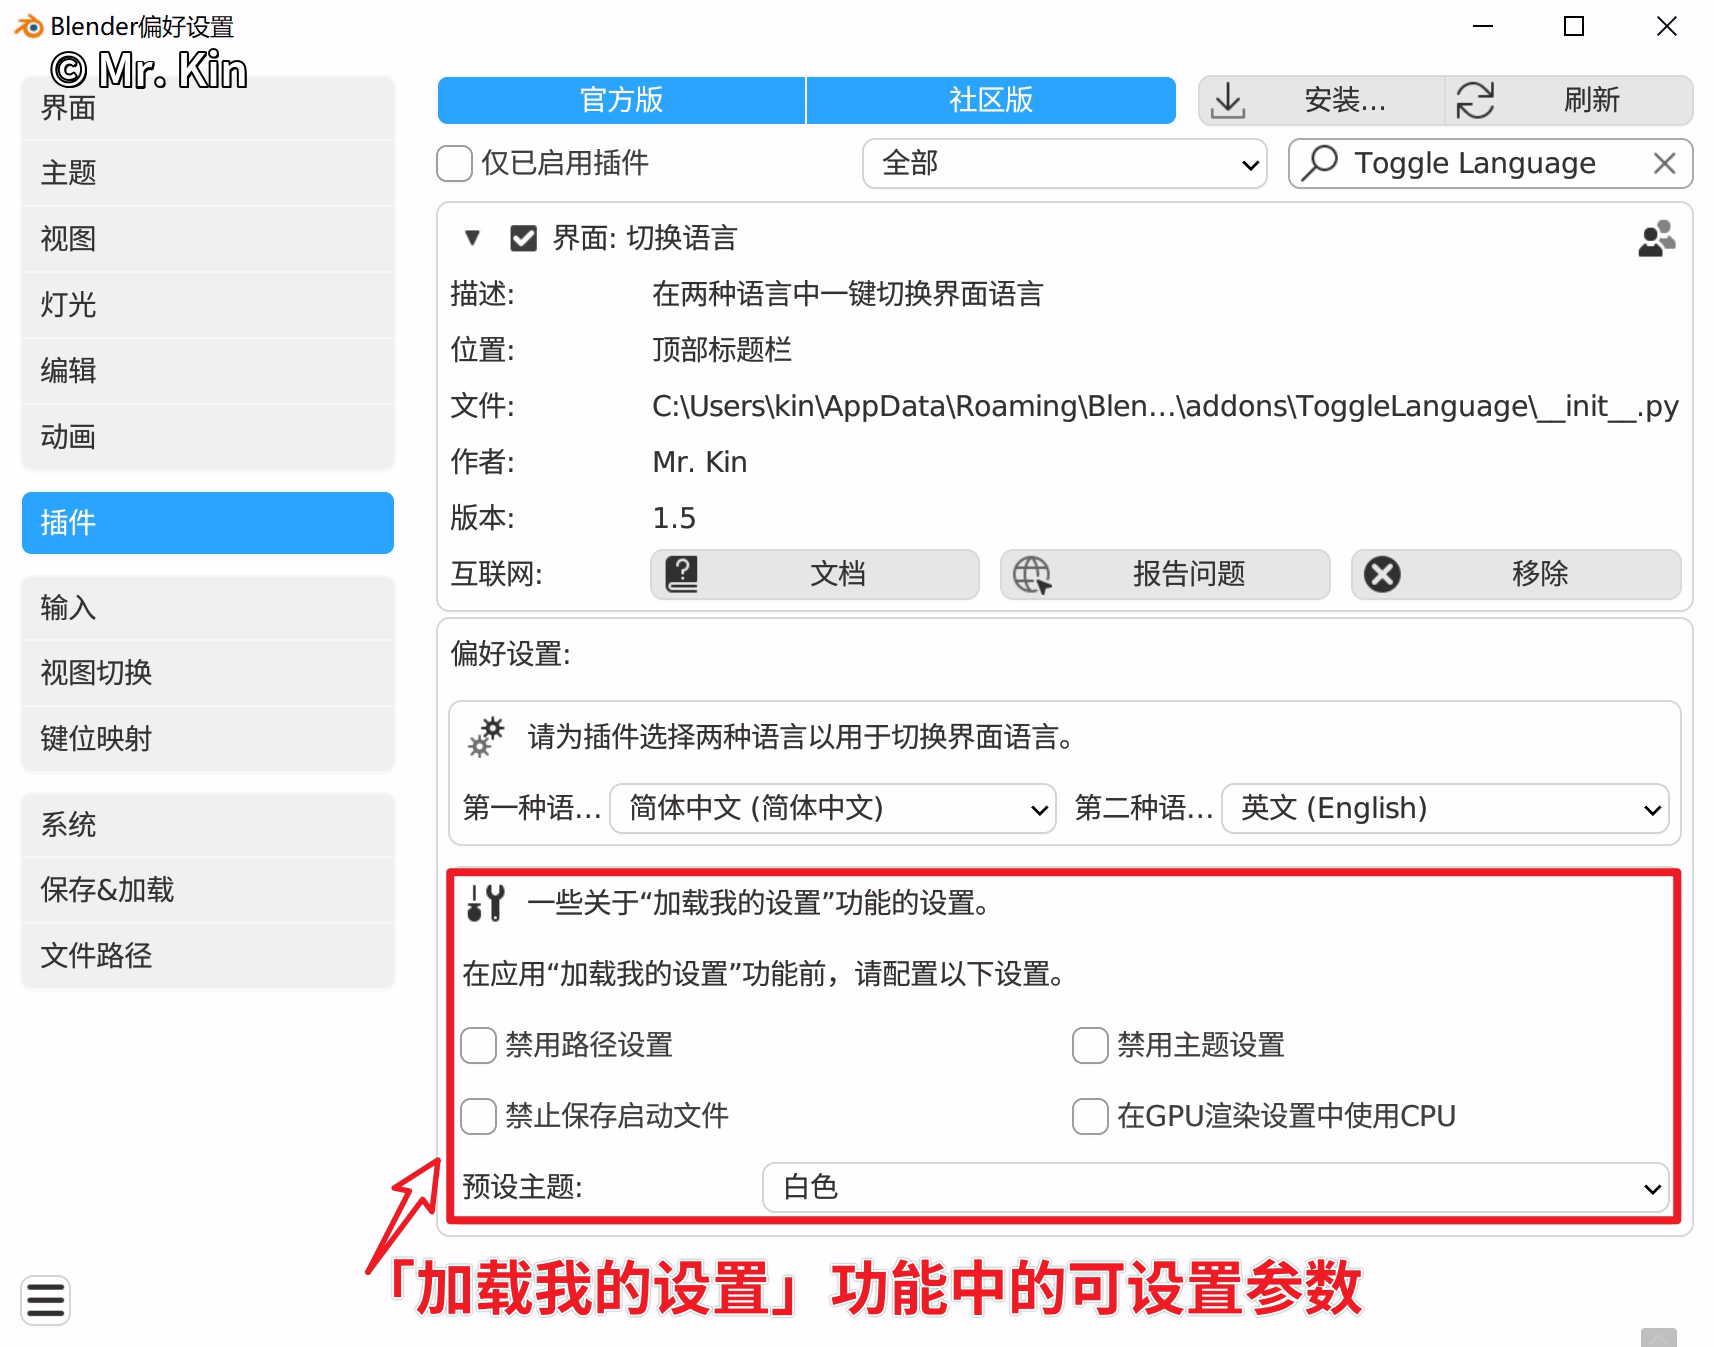 Blender偏好设置
© Mr. Kin
界面
主题
视图
灯光
编辑
动画
插件
输入
视图切换
键位映射
系统
保存&加载
文件路径
官方版 社区版 安装... 刷新
仅已启用插件 全部 Toggle Language
界面: 切换语言
描述: 在两种语言中一键切换界面语言
位置: 顶部标题栏
文件: C:\Users\kin\AppData\Roaming\Blen...\addons\ToggleLanguage\__init__.py
作者: Mr. Kin
版本: 1.5
互联网: 文档 报告问题 移除
偏好设置:
请为插件选择两种语言以用于切换界面语言。
第一种语... 简体中文 (简体中文) 第二种语... 英文 (English)
一些关于“加载我的设置”功能的设置。
在应用“加载我的设置”功能前，请配置以下设置。
禁用路径设置 禁用主题设置
禁止保存启动文件 在GPU渲染设置中使用CPU
预设主题: 白色
「加载我的设置」功能中的可设置参数